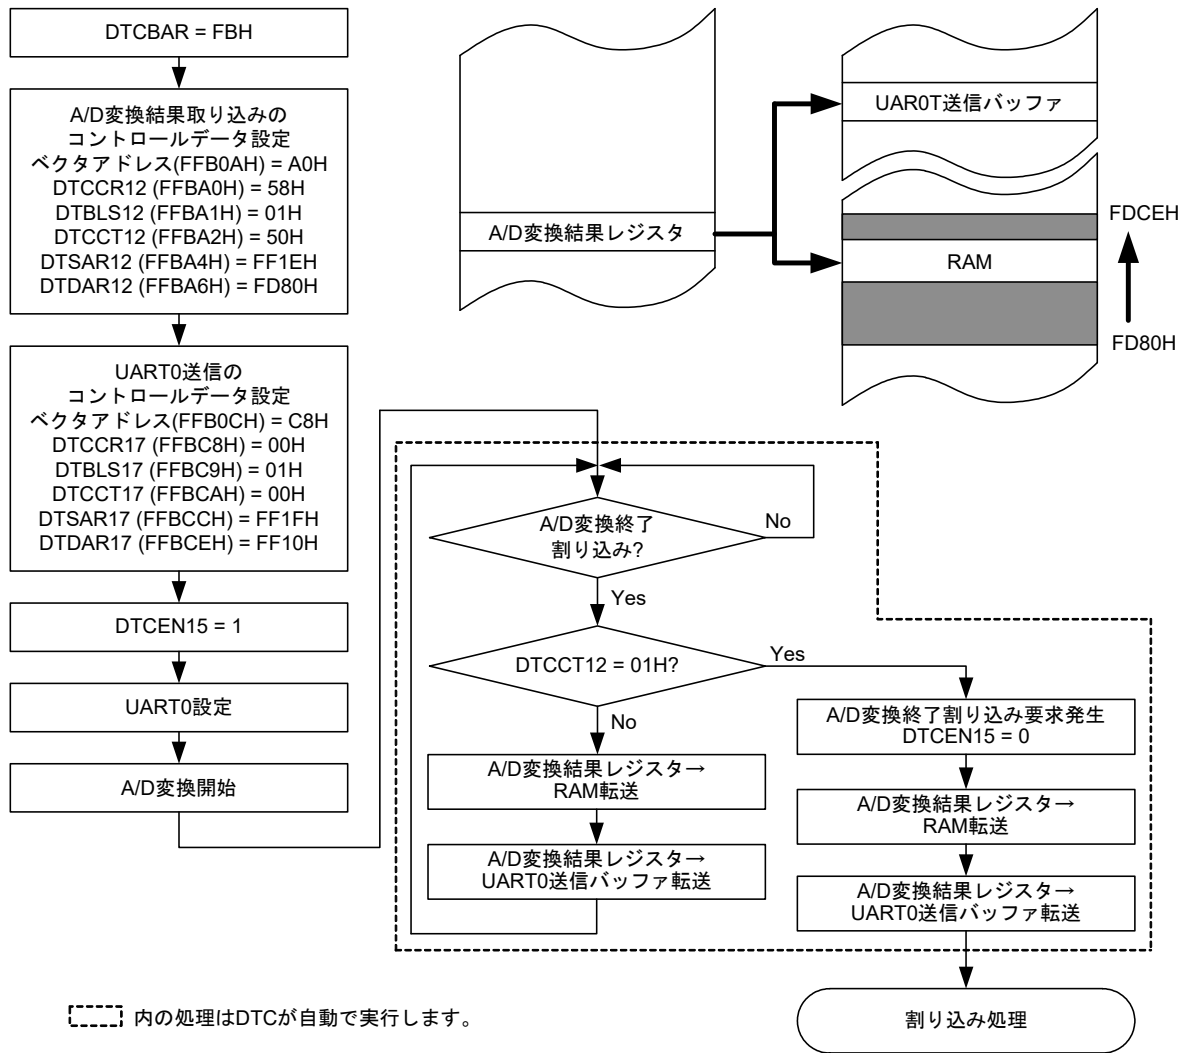 DTCBAR = FBH
A/D変換結果取り込みの
コントロールデータ設定
ベクタアドレス(FFB0AH) = A0H
DTCCR12 (FFBA0H) = 58H
DTBLS12 (FFBA1H) = 01H
DTCCT12 (FFBA2H) = 50H
DTSAR12 (FFBA4H) = FF1EH
DTDAR12 (FFBA6H) = FD80H
UART0送信の
コントロールデータ設定
ベクタアドレス(FFB0CH) = C8H
DTCCR17 (FFBC8H) = 00H
DTBLS17 (FFBC9H) = 01H
DTCCT17 (FFBCAH) = 00H
DTSAR17 (FFBCCH) = FF1FH
DTDAR17 (FFBCEH) = FF10H
DTCEN15 = 1
UART0設定
A/D変換開始
A/D変換結果レジスタ
UAR0T送信バッファ
RAM
FDCEH
FD80H
A/D変換終了
割り込み?
No
Yes
DTCCT12 = 01H?
Yes
No
A/D変換結果レジスタ→
RAM転送
A/D変換結果レジスタ→
UART0送信バッファ転送
A/D変換終了割り込み要求発生
DTCEN15 = 0
A/D変換結果レジスタ→
RAM転送
A/D変換結果レジスタ→
UART0送信バッファ転送
割り込み処理
内の処理はDTCが自動で実行します。